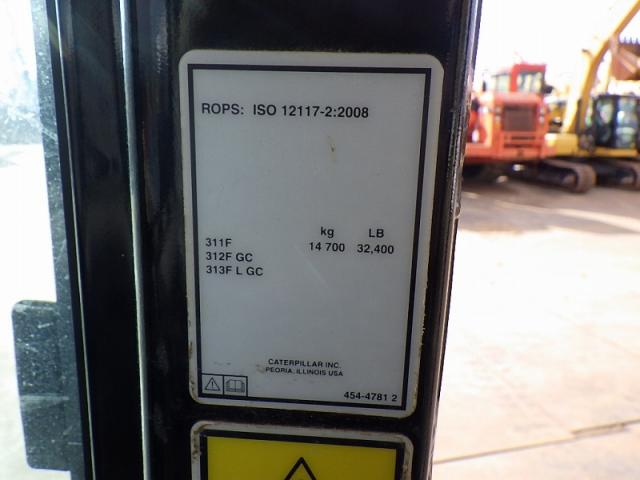 ROPS: ISO 12117-2:2008
kg LB
311F 14 700 32,400
312F GC
313F L GC
CATERPILLAR INC.
PEORIA, ILLINOIS USA
454-4781 2